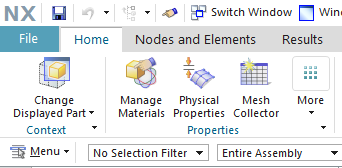 NX Switch Window Wind
File Home Nodes and Elements Results
Change Displayed Part
Manage Materials
Physical Properties
Mesh Collector
More
Context Properties
Menu No Selection Filter Entire Assembly